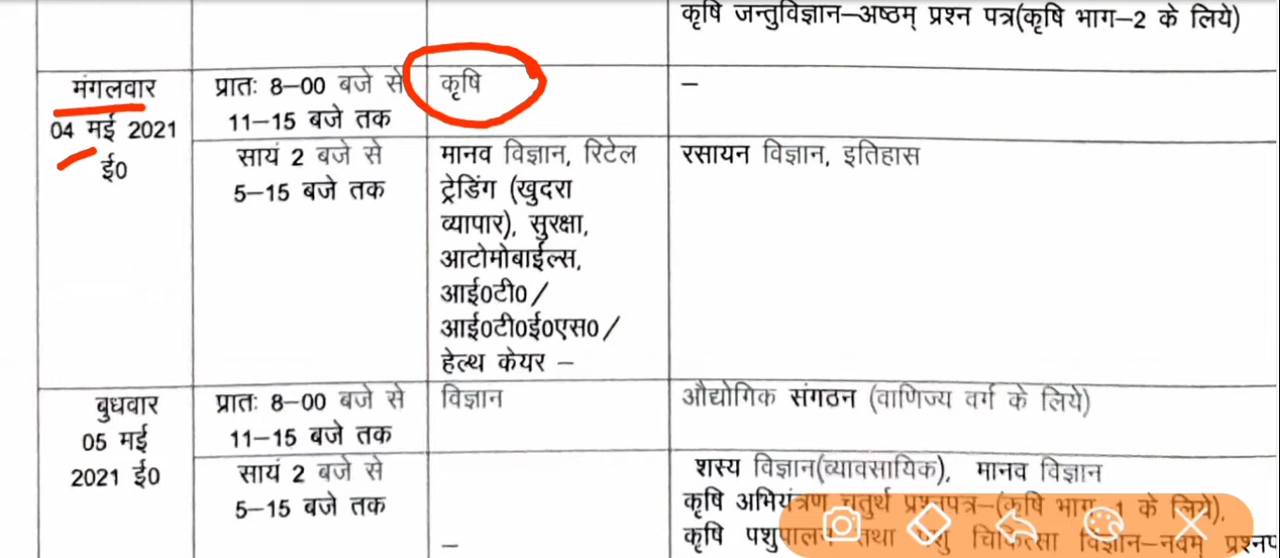 कृषि जन्तुविज्ञान–अष्ठम् प्रश्न पत्र(कृषि भाग–2 के लिये)
मंगलवार
04 मई 2021
ई0
प्रातः 8–00 बजे से
11–15 बजे तक
कृषि
–
सायं 2 बजे से
5–15 बजे तक
मानव विज्ञान, रिटेल
ट्रेडिंग (खुदरा
व्यापार), सुरक्षा,
आटोमोबाईल्स,
आई0टी0/
आई0टी0ई0एस0/
हेल्थ केयर –
रसायन विज्ञान, इतिहास
बुधवार
05 मई
2021 ई0
प्रातः 8–00 बजे से
11–15 बजे तक
विज्ञान
औद्योगिक संगठन (वाणिज्य वर्ग के लिये)
सायं 2 बजे से
5–15 बजे तक
–
शस्य विज्ञान(व्यावसायिक), मानव विज्ञान
कृषि अभियंत्रण चतुर्थ प्रश्नपत्र–(कृषि भाग–1 के लिये),
कृषि पशुपालन तथा पशु चिकित्सा विज्ञान–नवम प्रश्नप